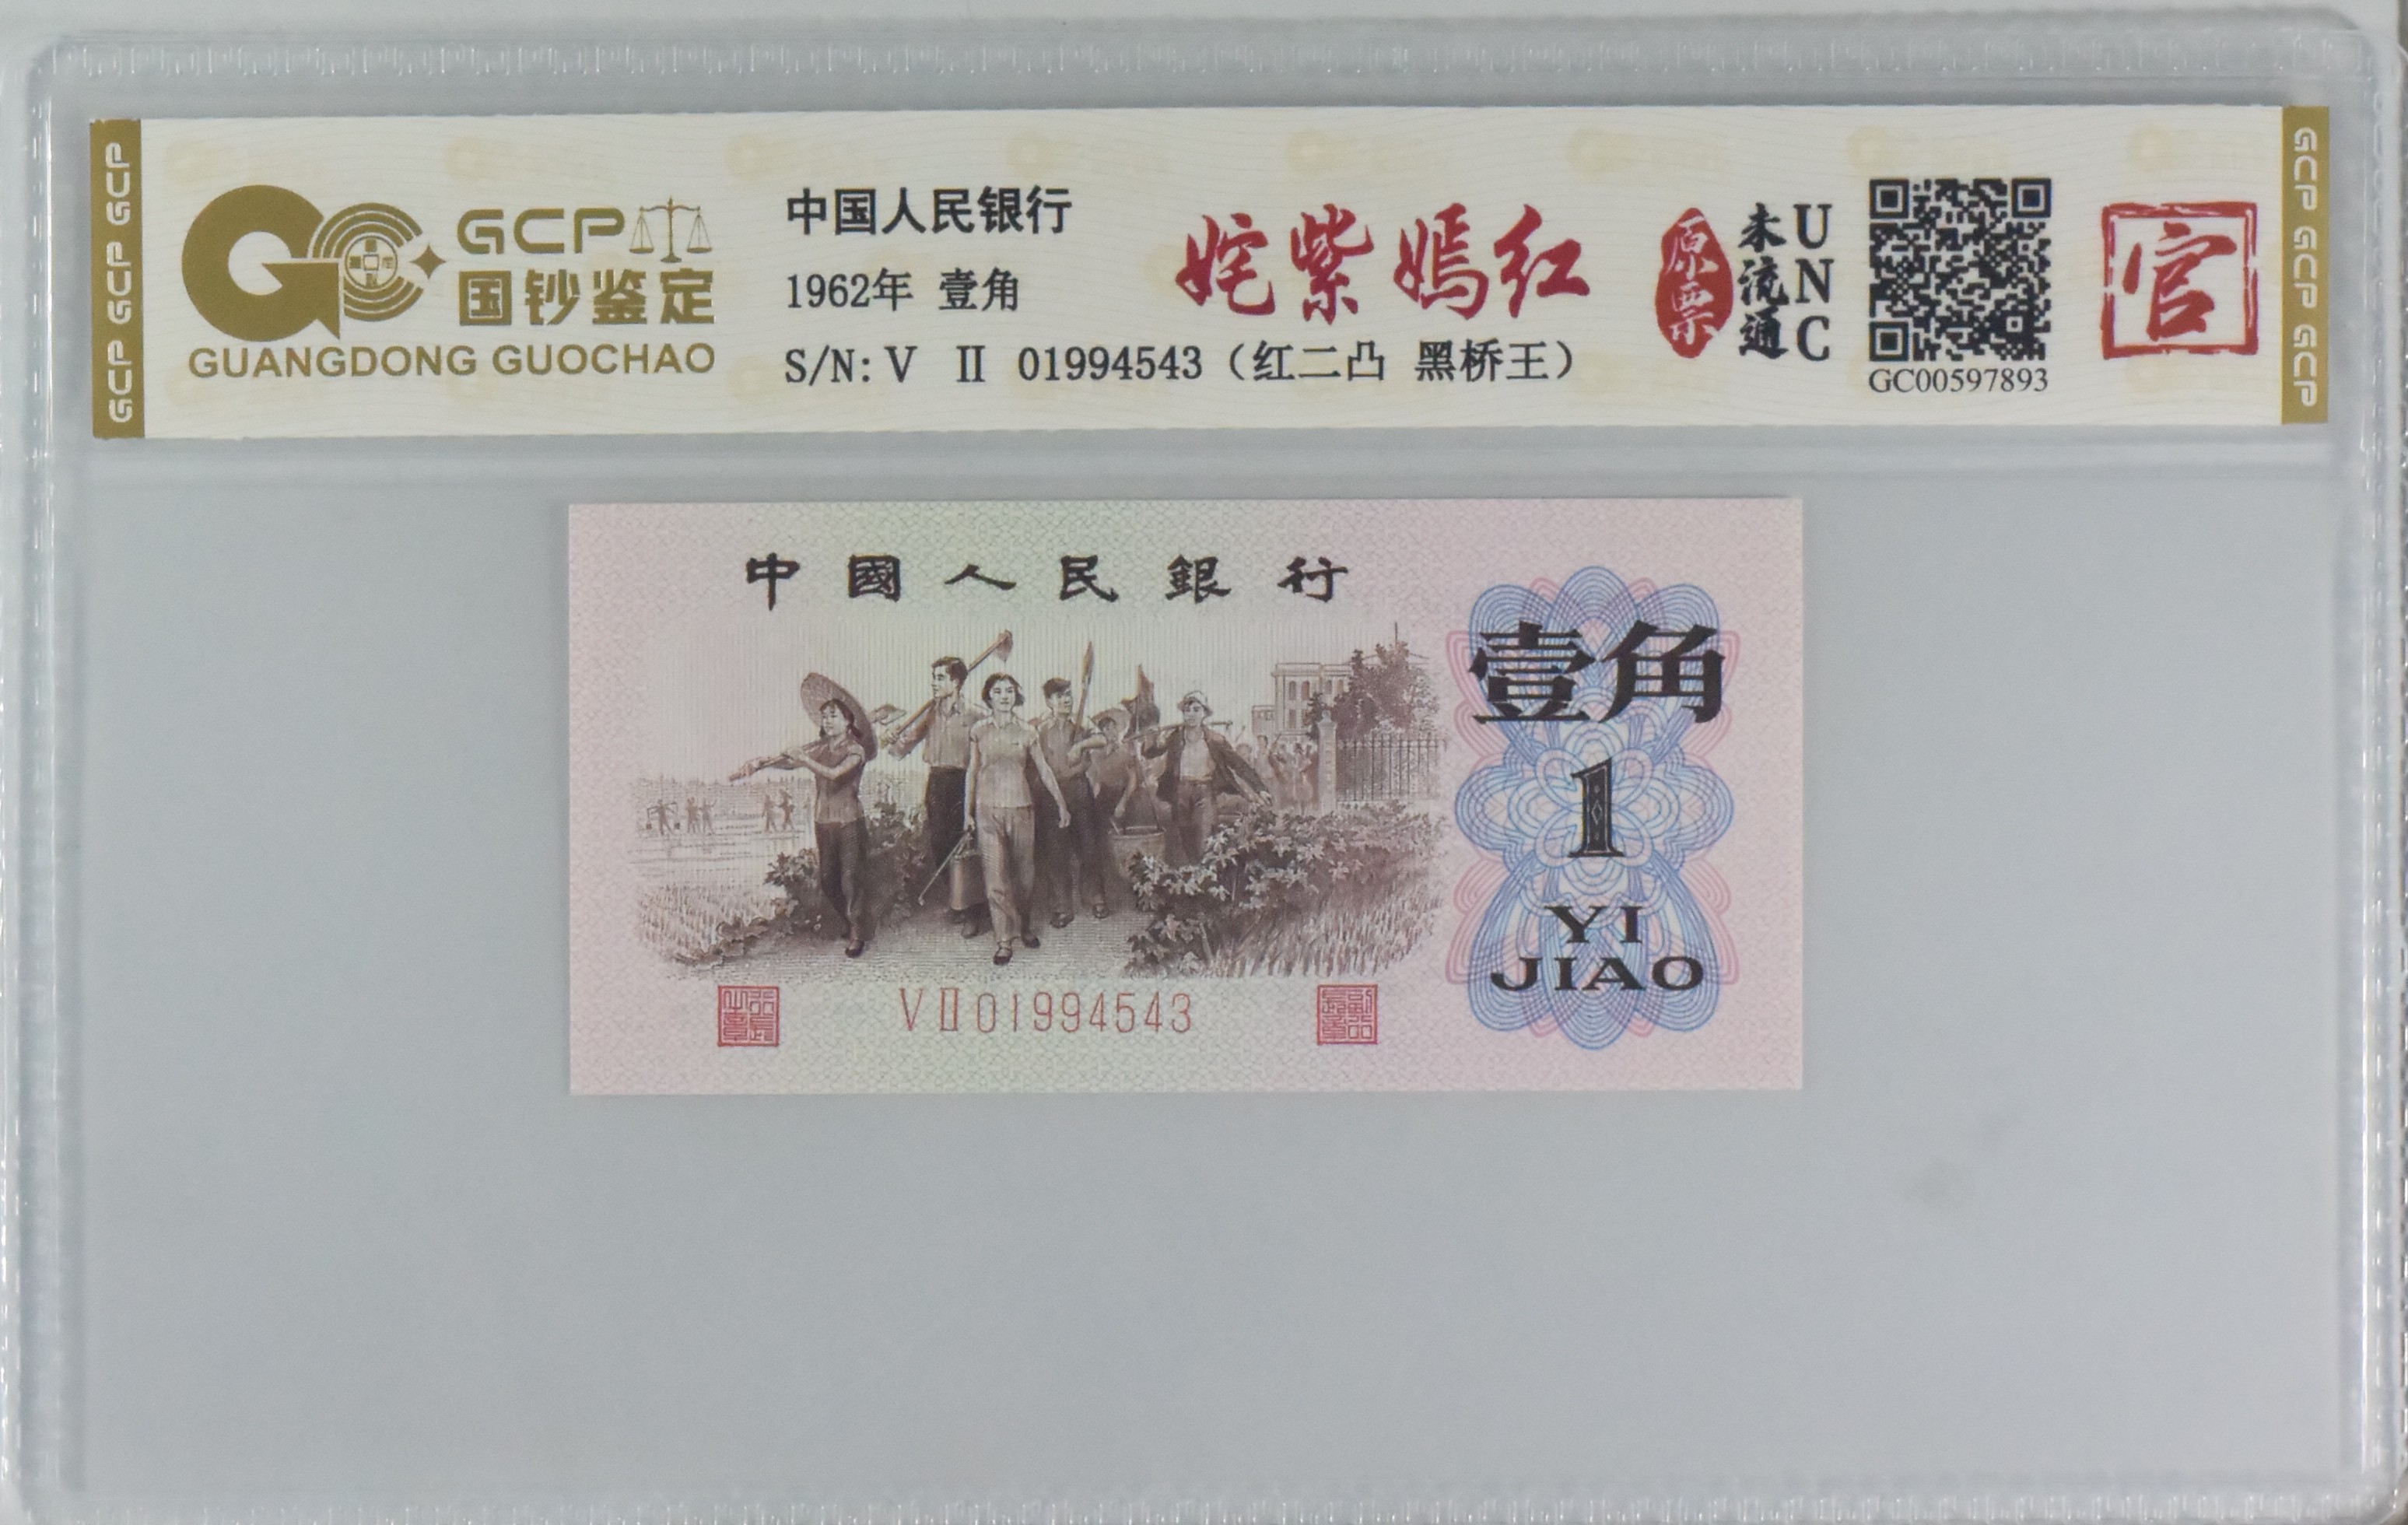 GCP GCP GCP GCP
GCP
国钞鉴定
GUANGDONG GUOCHAO
中国人民银行
1962年 壹角
S/N: V Ⅱ 01994543（红二凸 黑桥王）
姹紫嫣红
原票
未流通
UNC
GC00597893
官
GCP GCP GCP GCP
中國人民銀行
壹角
1
YI
JIAO
VⅡ01994543